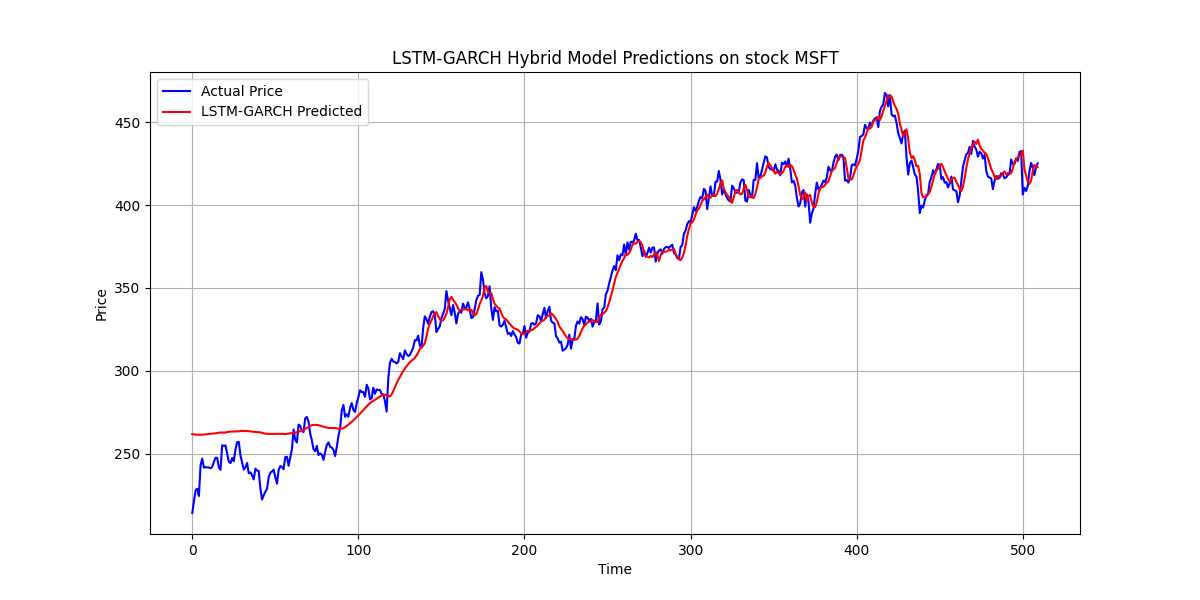 LSTM-GARCH Hybrid Model Predictions on stock MSFT
Actual Price
LSTM-GARCH Predicted
450
400
350
300
250
Price
0 100 200 300 400 500
Time